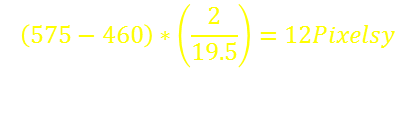 (575 − 460) * (2/19.5) = 12Pixelsy